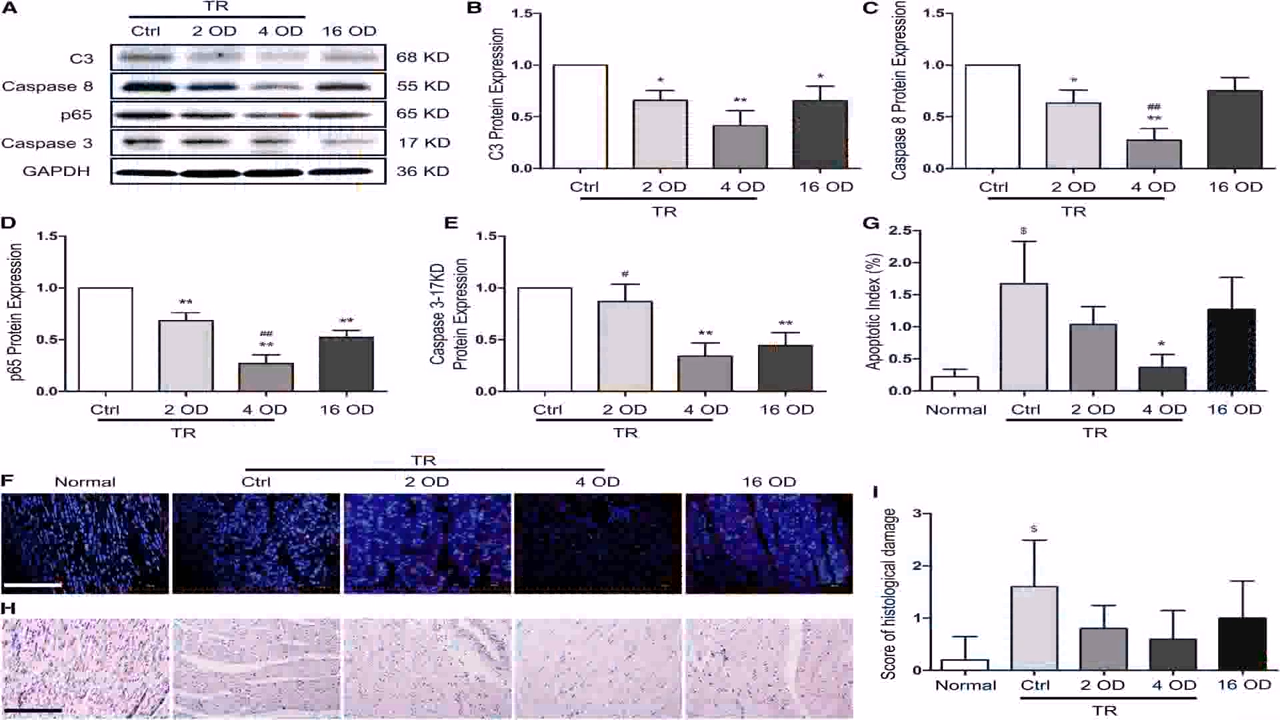 A
TR
Ctrl 2 OD 4 OD 16 OD
C3 68 KD
Caspase 8 55 KD
p65 65 KD
Caspase 3 17 KD
GAPDH 36 KD
B
C3 Protein Expression
1.5
1.0
0.5
0.0
* ** *
Ctrl 2 OD 4 OD 16 OD
TR
C
Caspase 8 Protein Expression
1.5
1.0
0.5
0.0
*
##
**
Ctrl 2 OD 4 OD 16 OD
TR
D
p65 Protein Expression
1.5
1.0
0.5
0.0
**
##
**
**
Ctrl 2 OD 4 OD 16 OD
TR
E
Caspase 3-17KD
Protein Expression
1.5
1.0
0.5
0.0
#
** **
Ctrl 2 OD 4 OD 16 OD
TR
G
Apoptotic Index (%)
2.5
2.0
1.5
1.0
0.5
0.0
$
*
Normal Ctrl 2 OD 4 OD 16 OD
TR
F
TR
Normal Ctrl 2 OD 4 OD 16 OD
H
I
Score of histological damage
3
2
1
0
$
Normal Ctrl 2 OD 4 OD 16 OD
TR